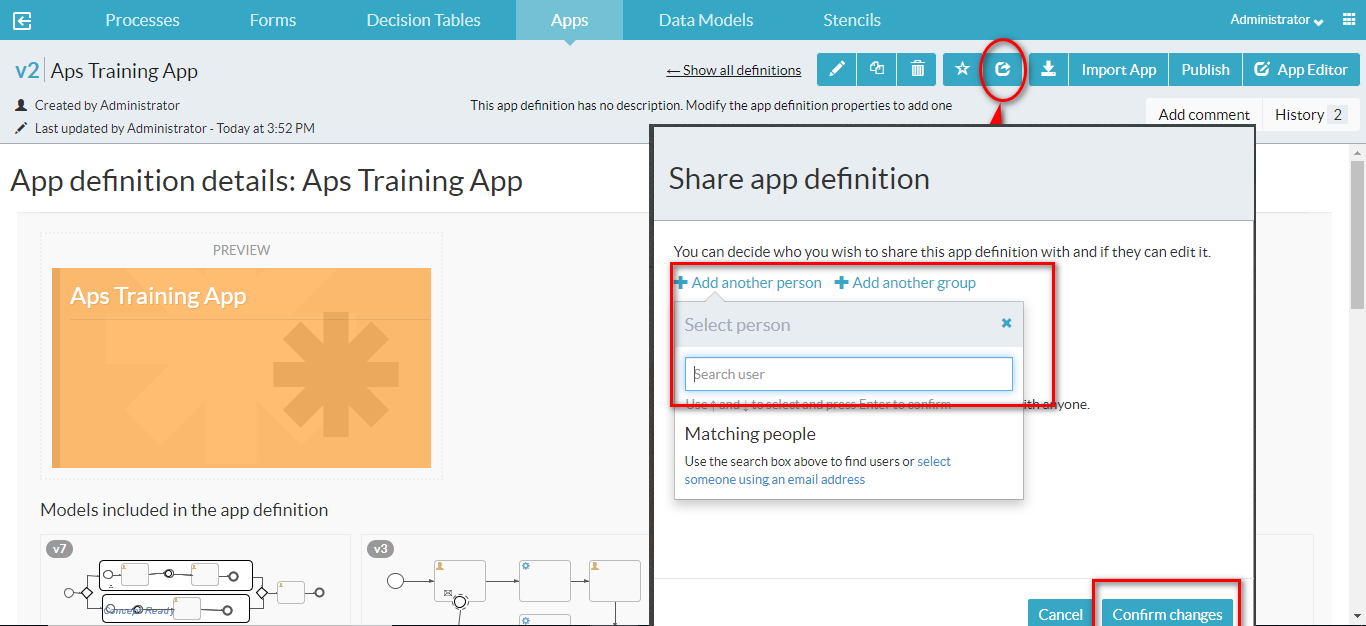 Processes Forms Decision Tables Apps Data Models Stencils Administrator
v2 Aps Training App
← Show all definitions
Import App Publish App Editor
Created by Administrator
This app definition has no description. Modify the app definition properties to add one
Last updated by Administrator - Today at 3:52 PM
Add comment History 2
App definition details: Aps Training App
PREVIEW
Aps Training App
Models included in the app definition
v7
Concept Ready
v3
Share app definition
You can decide who you wish to share this app definition with and if they can edit it.
Add another person Add another group
Select person
Search user
Use ↑ and ↓ to select and press Enter to confirm
with anyone.
Matching people
Use the search box above to find users or select
someone using an email address
Cancel Confirm changes